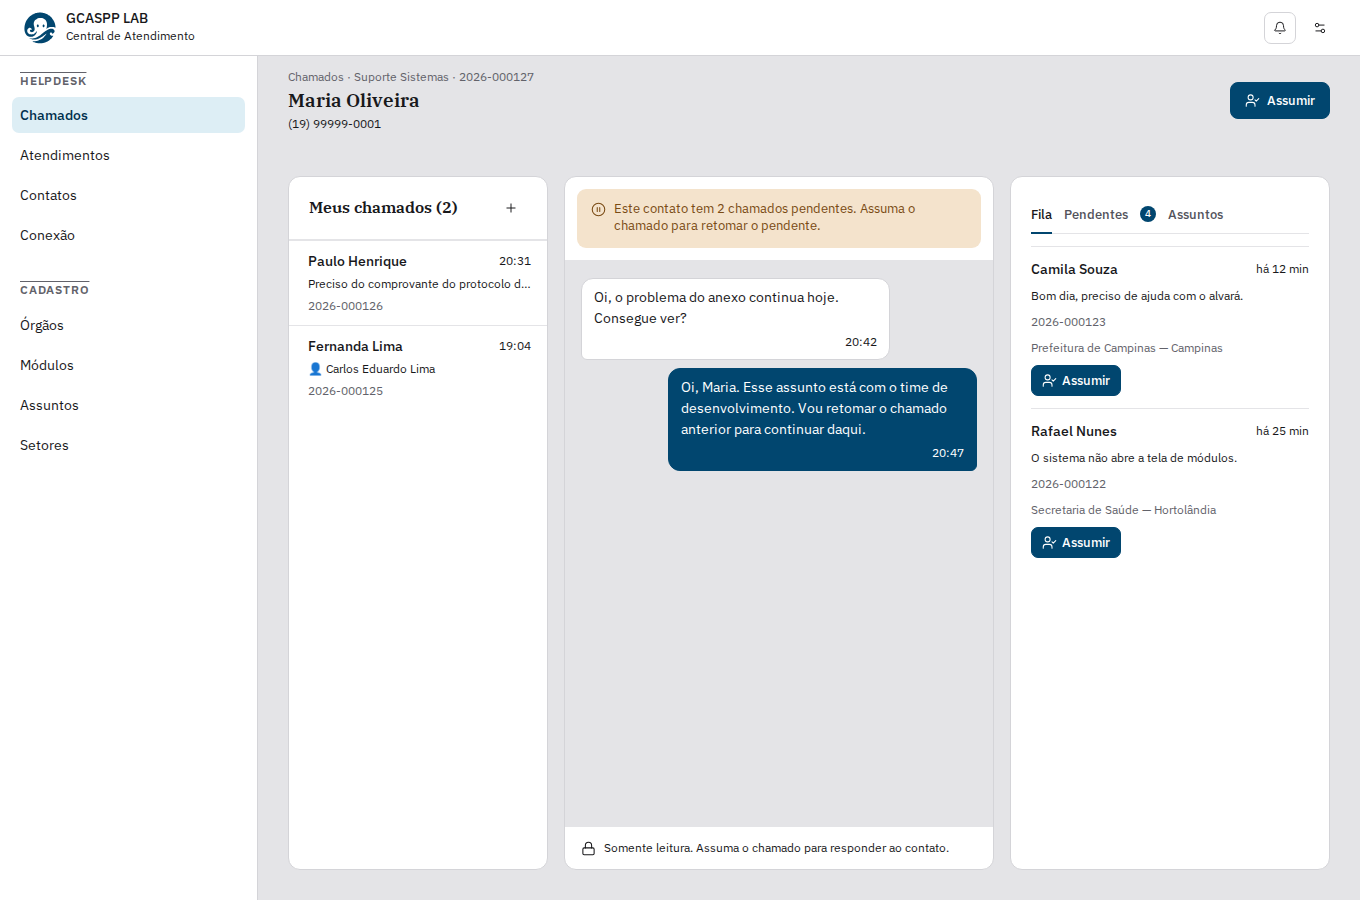 GCASPP LAB
Central de Atendimento
HELPDESK
Chamados
Atendimentos
Contatos
Conexão
CADASTRO
Órgãos
Módulos
Assuntos
Setores
Chamados · Suporte Sistemas · 2026-000127
Maria Oliveira
(19) 99999-0001
Assumir
Meus chamados (2)
Paulo Henrique 20:31
Preciso do comprovante do protocolo d...
2026-000126
Fernanda Lima 19:04
Carlos Eduardo Lima
2026-000125
Este contato tem 2 chamados pendentes. Assuma o
chamado para retomar o pendente.
Oi, o problema do anexo continua hoje.
Consegue ver?
20:42
Oi, Maria. Esse assunto está com o time de
desenvolvimento. Vou retomar o chamado
anterior para continuar daqui.
20:47
Somente leitura. Assuma o chamado para responder ao contato.
Fila Pendentes 4 Assuntos
Camila Souza há 12 min
Bom dia, preciso de ajuda com o alvará.
2026-000123
Prefeitura de Campinas — Campinas
Assumir
Rafael Nunes há 25 min
O sistema não abre a tela de módulos.
2026-000122
Secretaria de Saúde — Hortolândia
Assumir